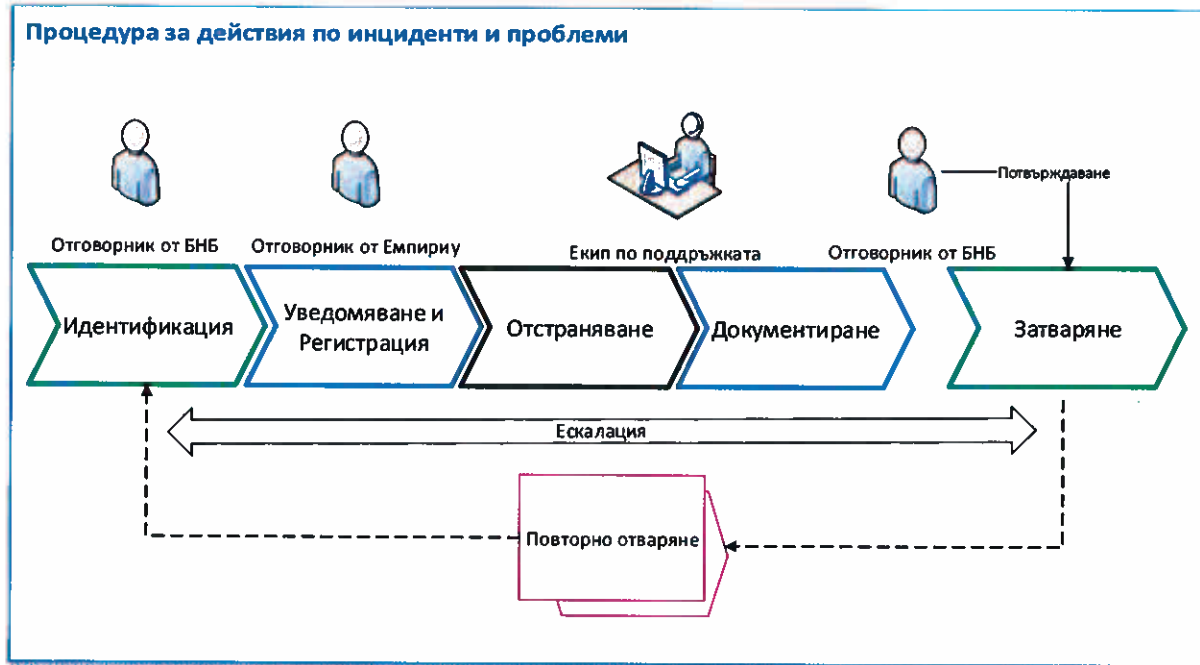 Процедура за действия по инциденти и проблеми
Потвърждаване
Отговорник от БНБ
Отговорник от Емпириу
Екип по поддръжката
Отговорник от БНБ
Идентификация
Уведомяване и
Регистрация
Отстраняване
Документиране
Затваряне
Ескалация
Повторно отваряне